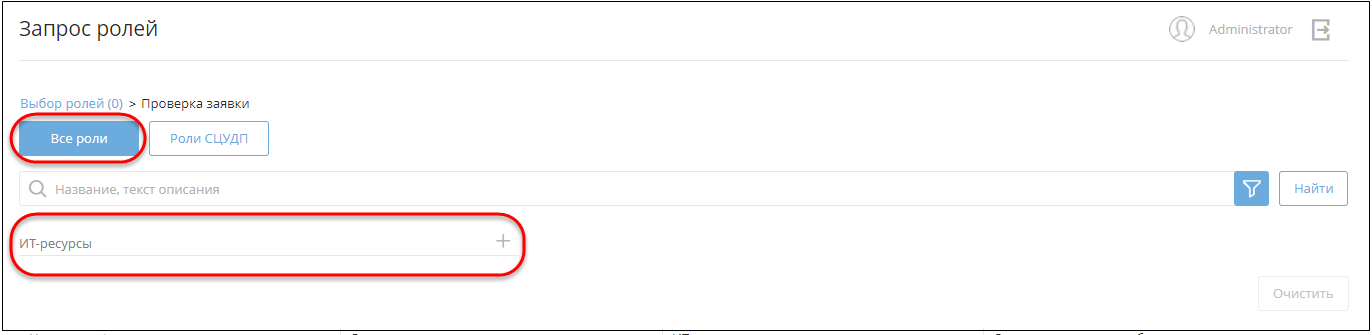 Запрос ролей
Administrator
Выбор ролей (0) > Проверка заявки
Все роли
Роли СЦУДП
Название, текст описания
Найти
ИТ-ресурсы
Очистить